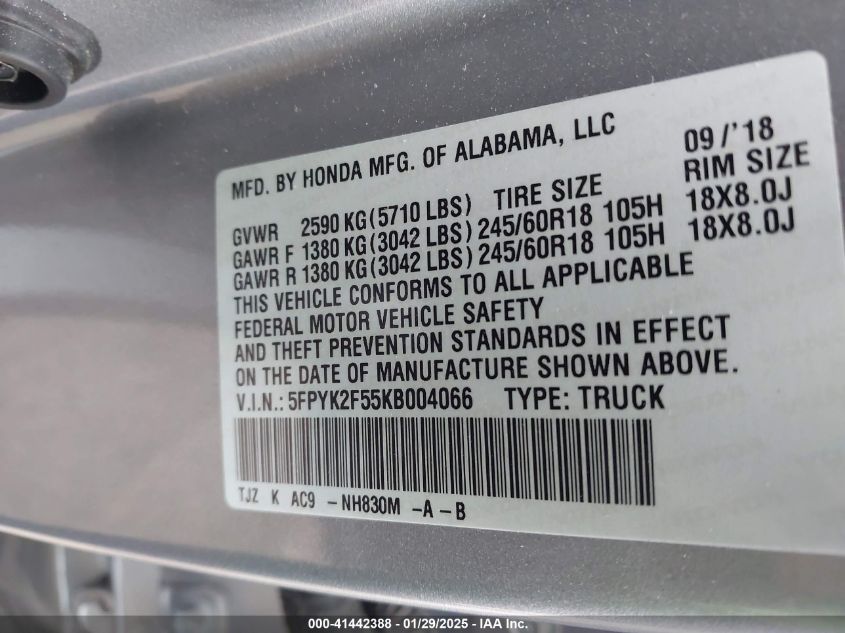 MFD. BY HONDA MFG. OF ALABAMA, LLC 09/'18
GVWR 2590 KG (5710 LBS) TIRE SIZE RIM SIZE
GAWR F 1380 KG (3042 LBS) 245/60R18 105H 18X8.0J
GAWR R 1380 KG (3042 LBS) 245/60R18 105H 18X8.0J
THIS VEHICLE CONFORMS TO ALL APPLICABLE
FEDERAL MOTOR VEHICLE SAFETY
AND THEFT PREVENTION STANDARDS IN EFFECT
ON THE DATE OF MANUFACTURE SHOWN ABOVE.
V.I.N.: 5FPYK2F55KB004066 TYPE: TRUCK
TJZ K AC9 -NH830M -A-B
000-41442388 - 01/29/2025 - IAA Inc.